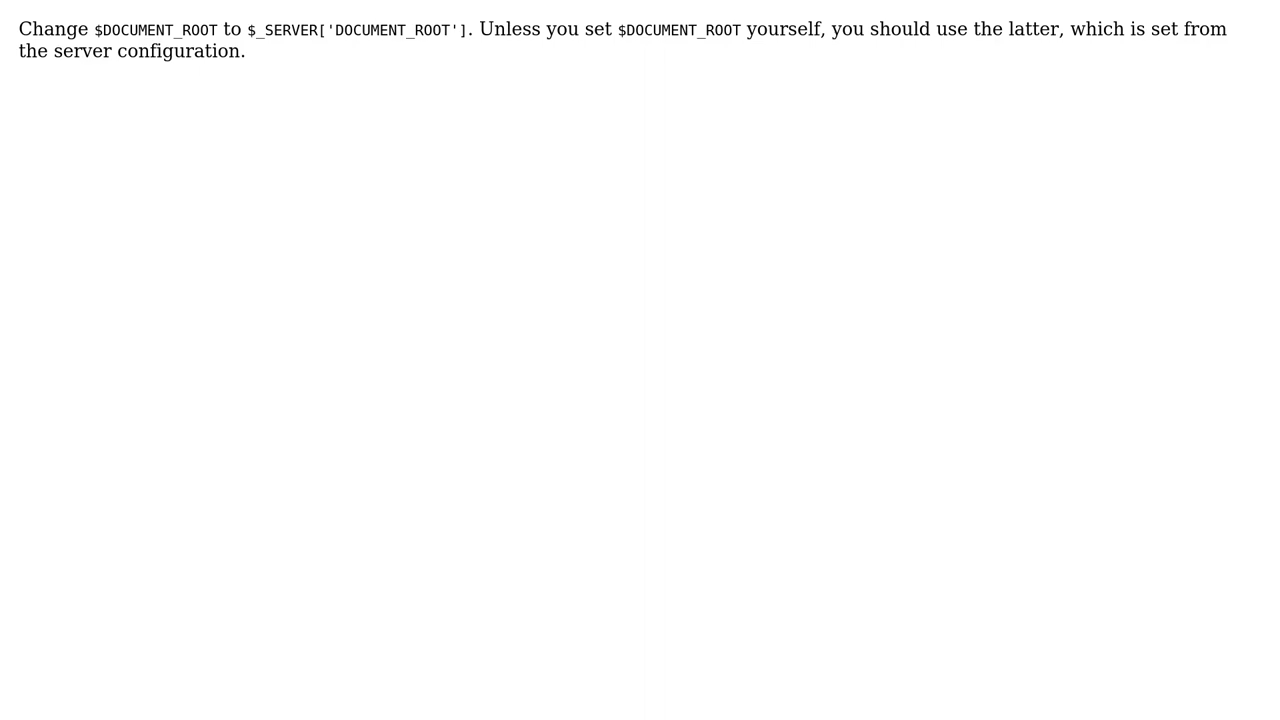 Change $DOCUMENT_ROOT to $_SERVER['DOCUMENT_ROOT']. Unless you set $DOCUMENT_ROOT yourself, you should use the latter, which is set from
the server configuration.